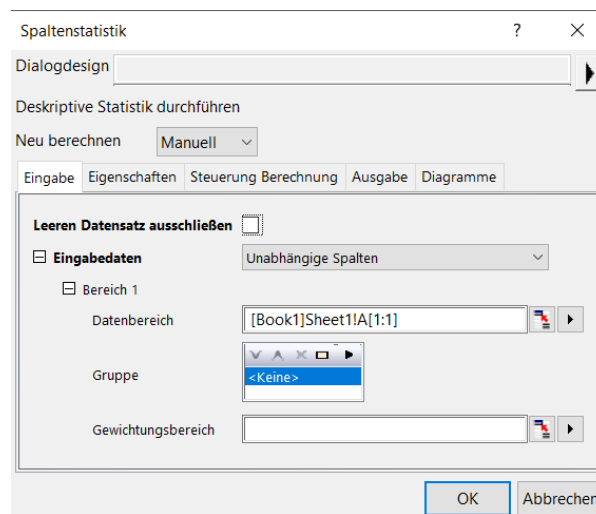 Spaltenstatistik ?
Dialogdesign
Deskriptive Statistik durchführen
Neu berechnen Manuell
Eingabe Eigenschaften Steuerung Berechnung Ausgabe Diagramme
Leeren Datensatz ausschließen
Eingabedaten Unabhängige Spalten
Bereich 1
Datenbereich [Book1]Sheet1!A[1:1]
Gruppe <Keine>
Gewichtungsbereich
OK Abbrechen